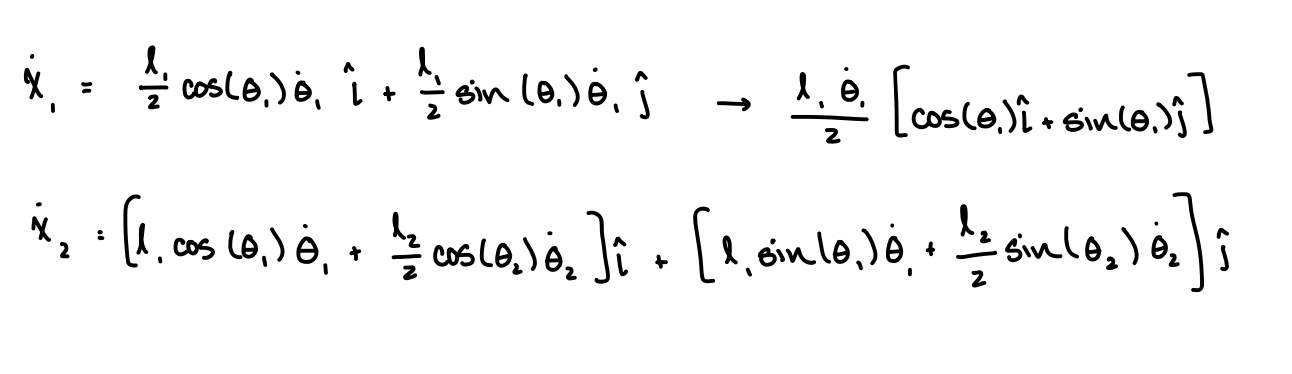 ẋ₁ = l₁/2 cos(θ₁)θ̇₁ î + l₁/2 sin(θ₁)θ̇₁ ĵ → l₁θ̇₁/2 [cos(θ₁)î + sin(θ₁)ĵ]
ẋ₂ = [l₁ cos(θ₁)θ̇₁ + l₂/2 cos(θ₂)θ̇₂]î + [l₁ sin(θ₁)θ̇₁ + l₂/2 sin(θ₂)θ̇₂]ĵ